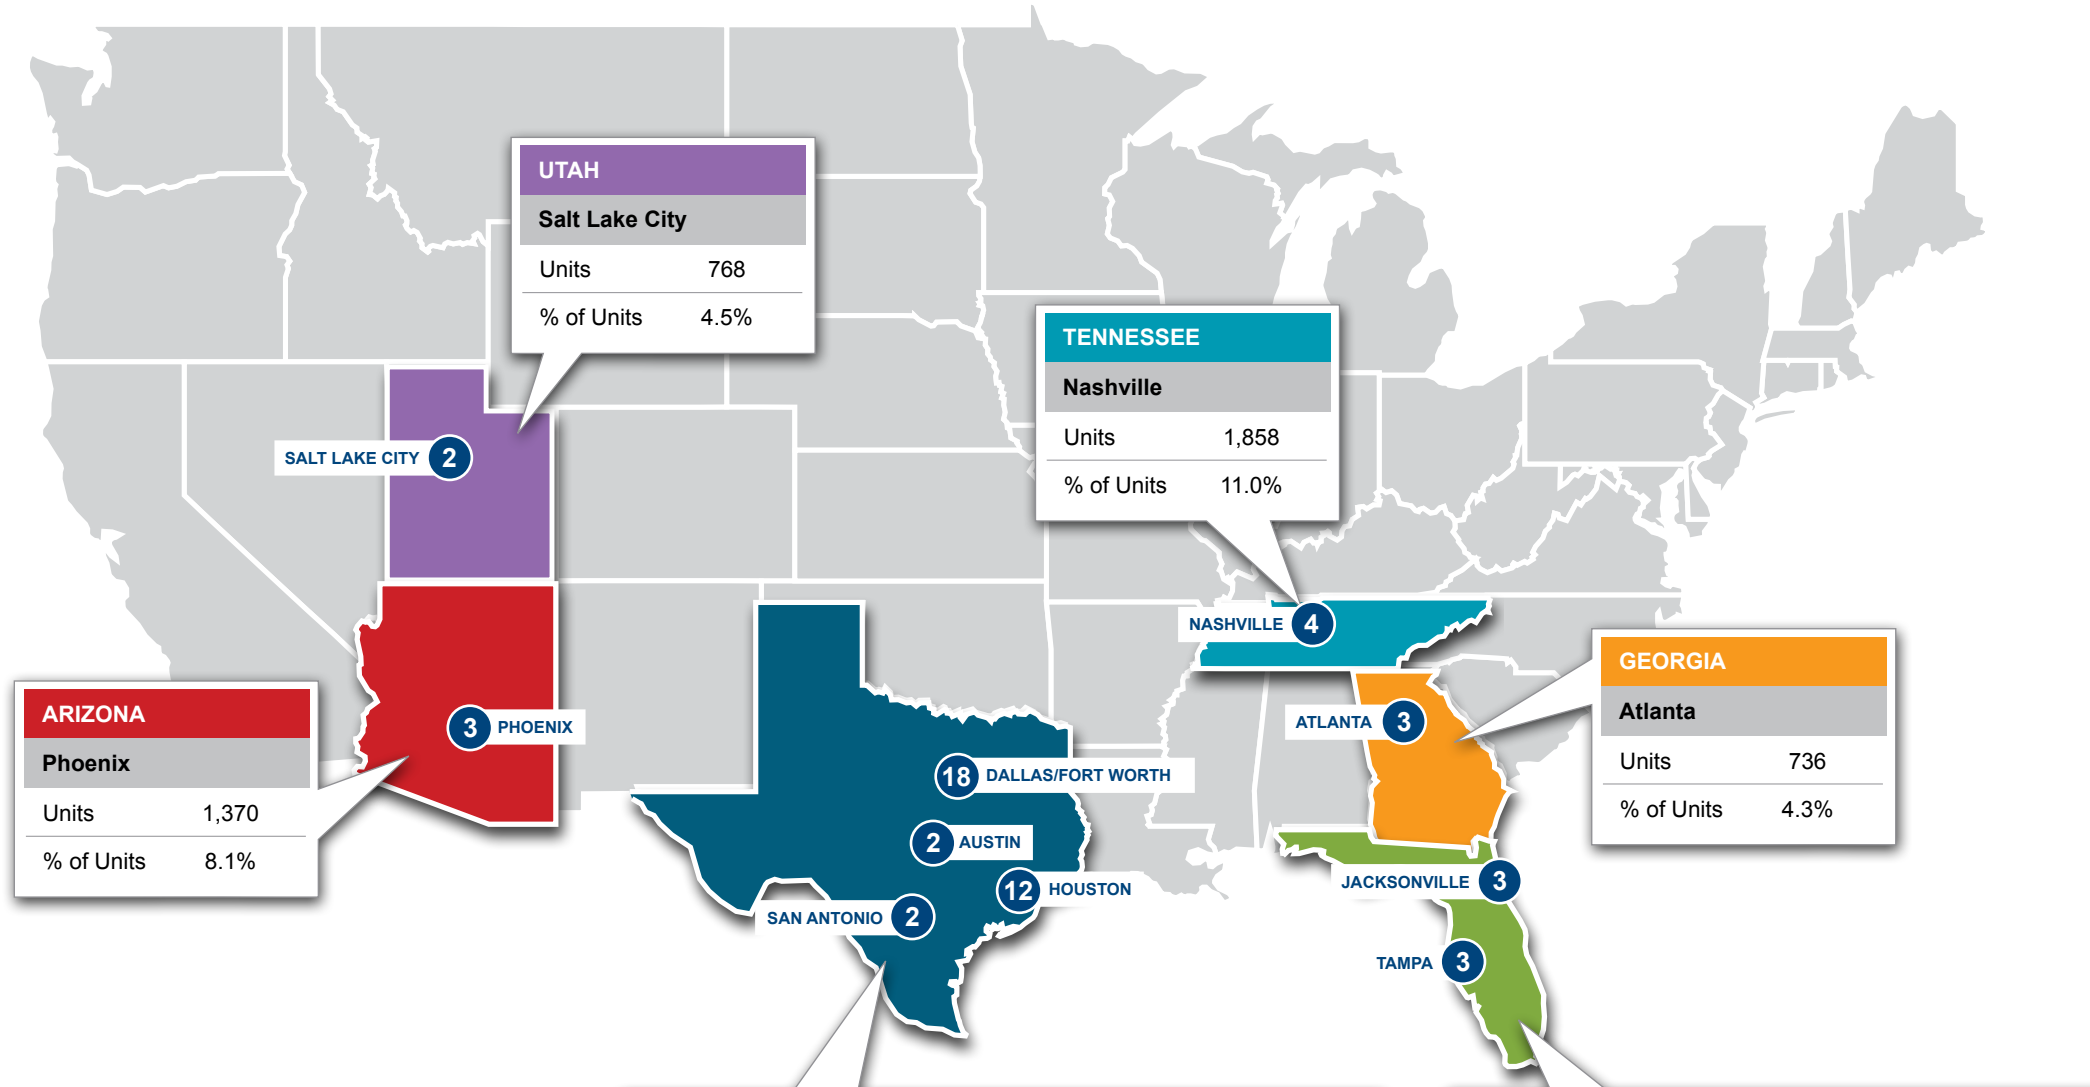 UTAH
Salt Lake City
Units 768
% of Units 4.5%
TENNESSEE
Nashville
Units 1,858
% of Units 11.0%
SALT LAKE CITY 2
NASHVILLE 4
GEORGIA
Atlanta
Units 736
% of Units 4.3%
ARIZONA
Phoenix
Units 1,370
% of Units 8.1%
3 PHOENIX
ATLANTA 3
18 DALLAS/FORT WORTH
2 AUSTIN
12 HOUSTON
SAN ANTONIO 2
JACKSONVILLE 3
TAMPA 3